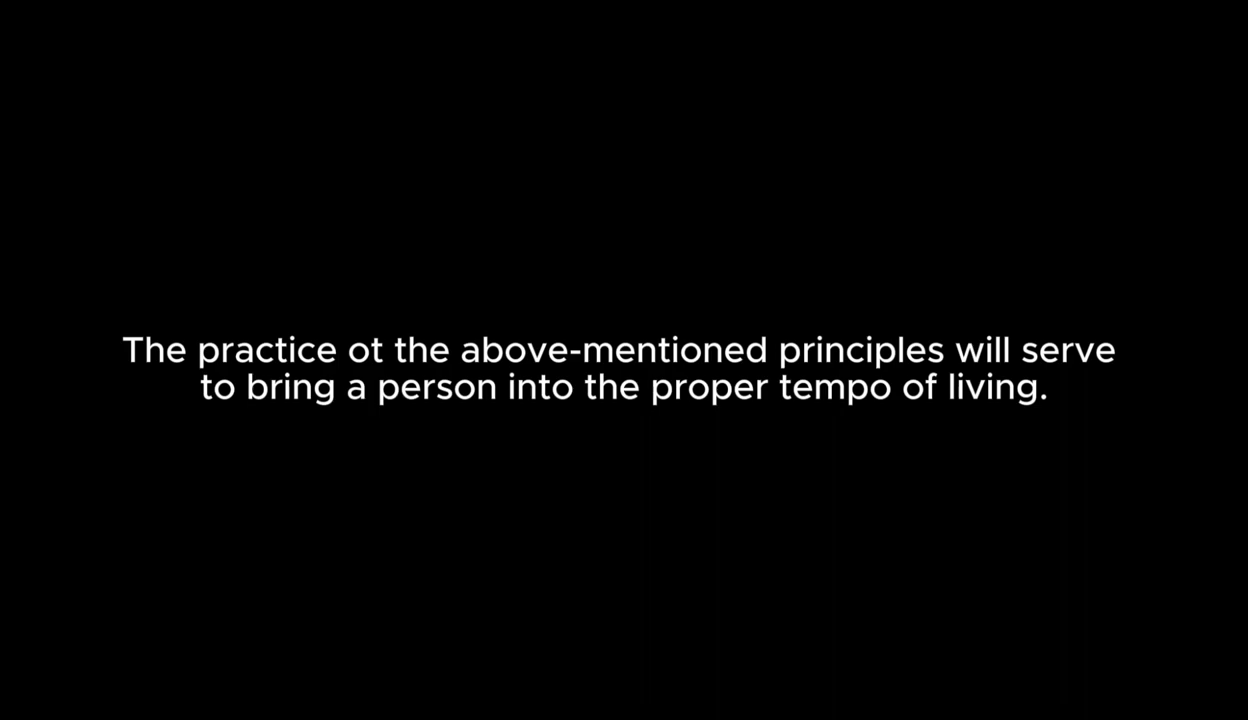 The practice ot the above-mentioned principles will serve
to bring a person into the proper tempo of living.